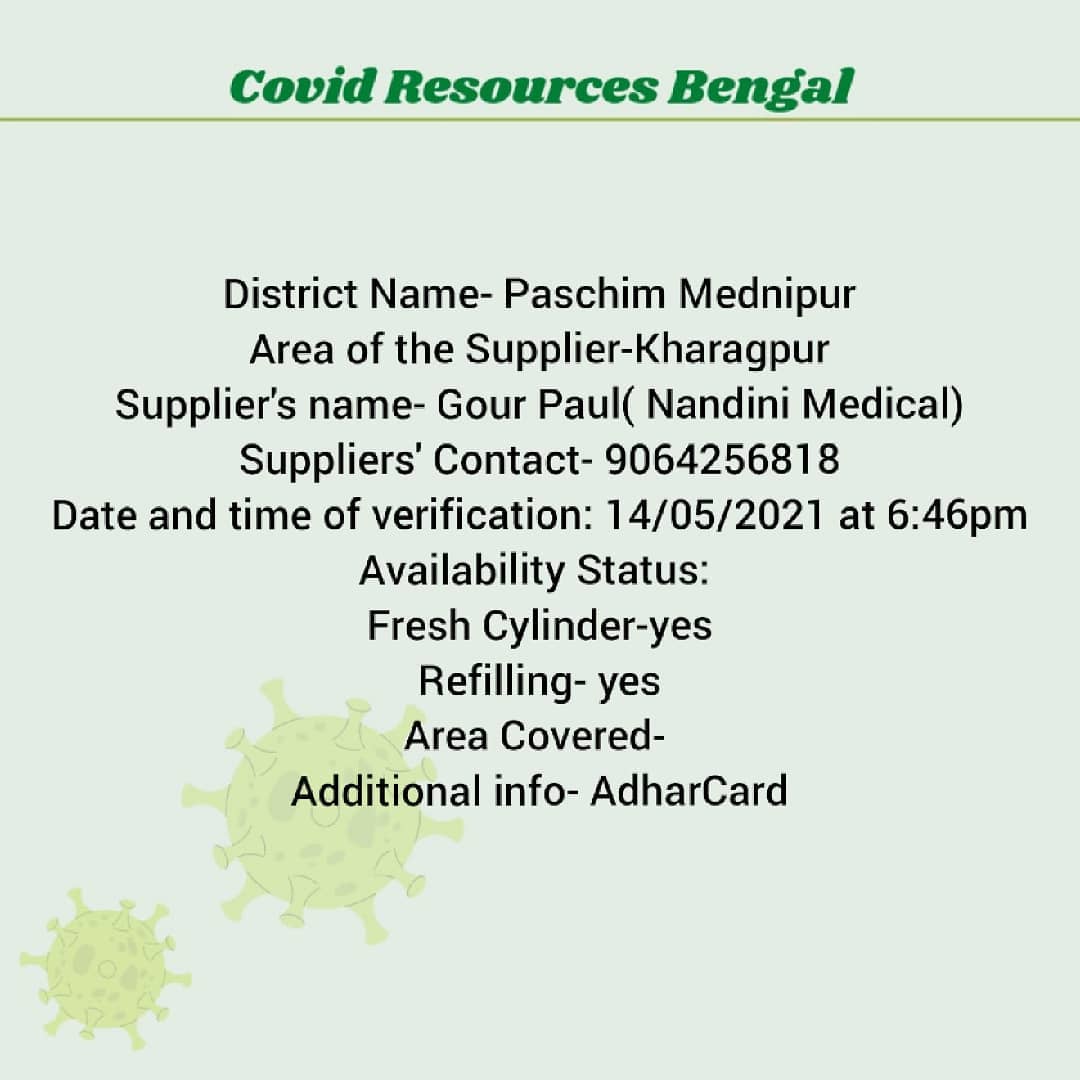 Covid Resources Bengal
District Name- Paschim Mednipur
Area of the Supplier-Kharagpur
Supplier's name- Gour Paul( Nandini Medical)
Suppliers' Contact- 9064256818
Date and time of verification: 14/05/2021 at 6:46pm
Availability Status:
Fresh Cylinder-yes
Refilling- yes
Area Covered-
Additional info- AdharCard